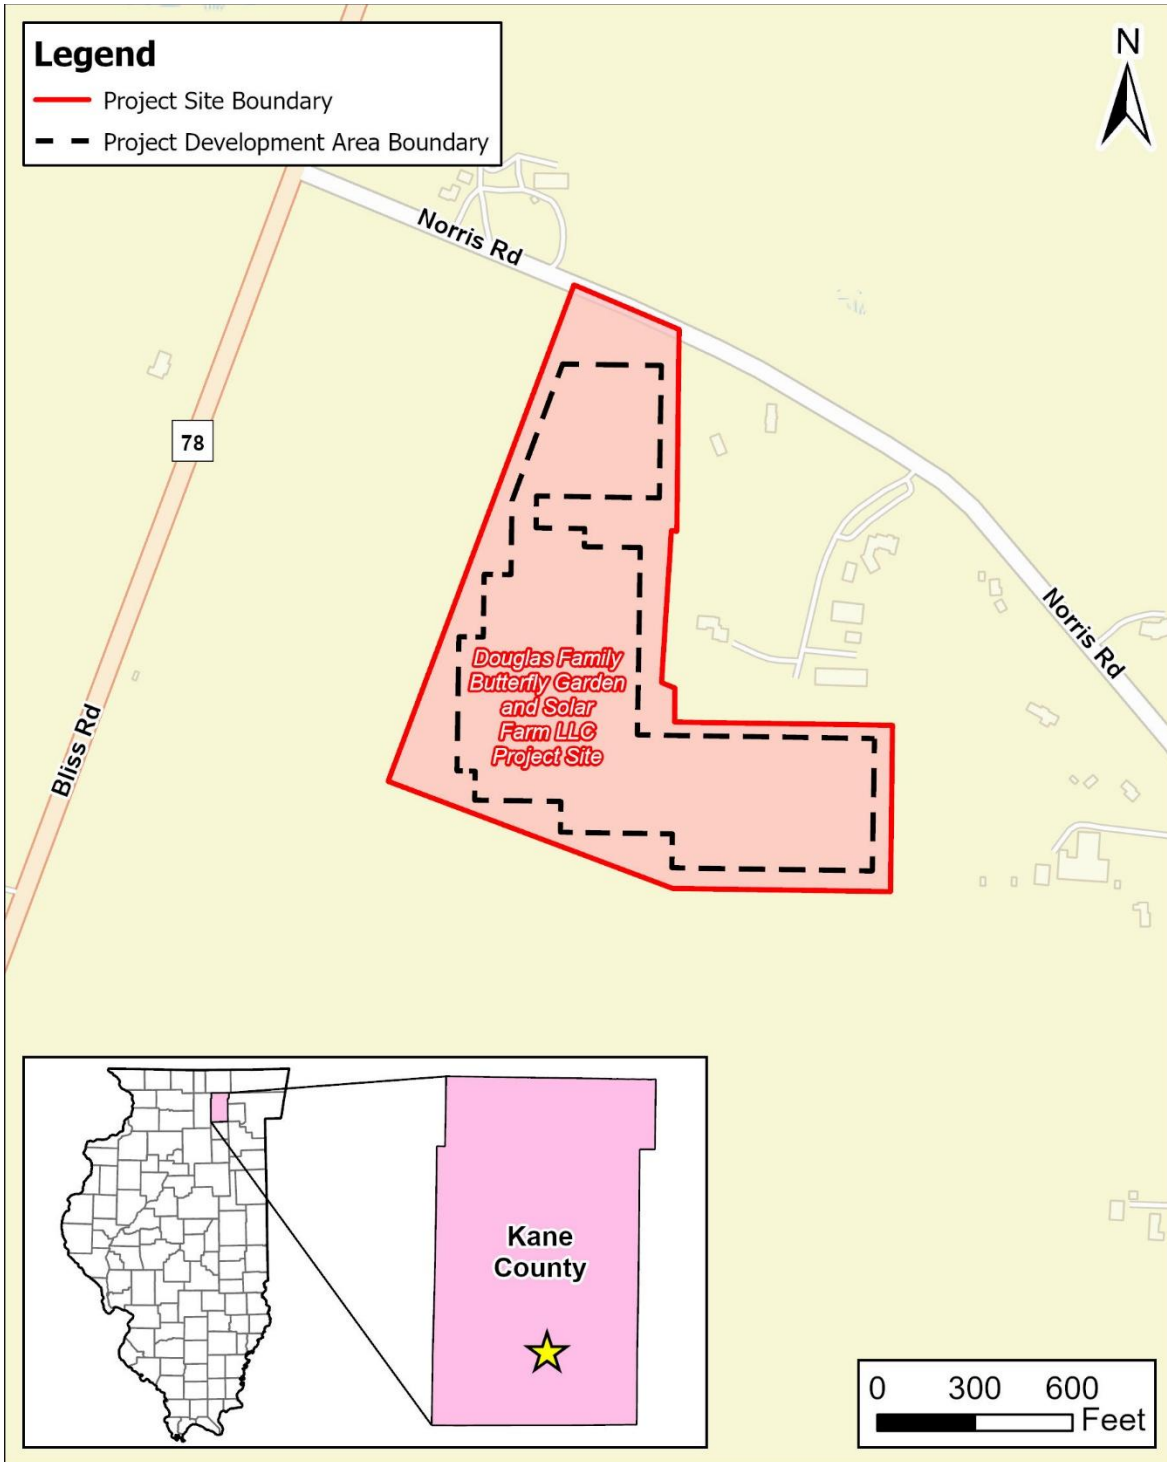 Legend
Project Site Boundary
Project Development Area Boundary
N
Norris Rd
78
Norris Rd
Douglas Family
Butterfly Garden
and Solar
Farm LLC
Project Site
Bliss Rd
Kane
County
0 300 600
Feet